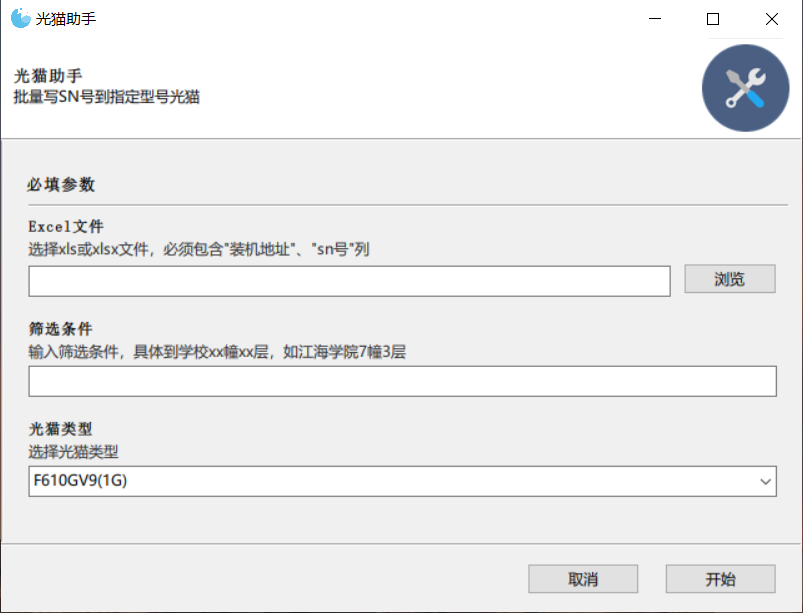 光猫助手
光猫助手
批量写SN号到指定型号光猫
必填参数
Excel文件
选择xls或xlsx文件，必须包含"装机地址"、"sn号"列
浏览
筛选条件
输入筛选条件，具体到学校xx幢xx层，如江海学院7幢3层
光猫类型
选择光猫类型
F610GV9(1G)
取消
开始